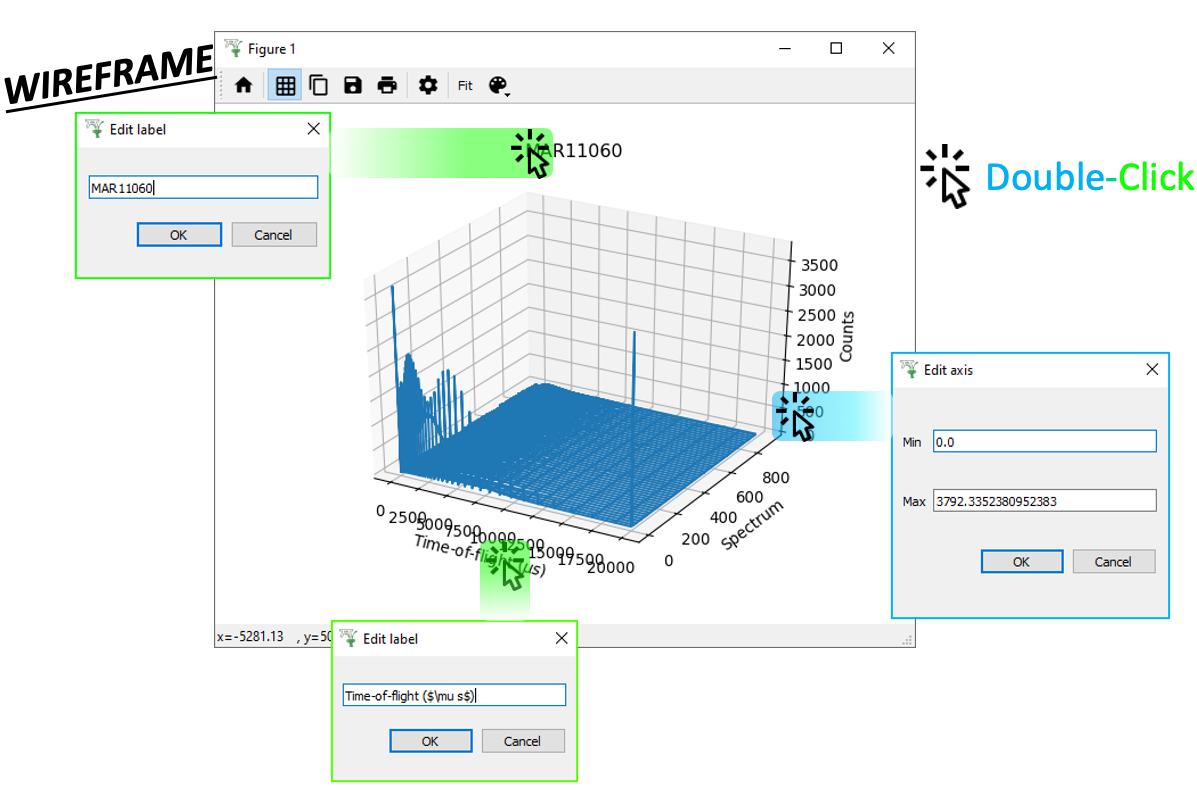 WIREFRAME
Figure 1
Fit
Edit label
MAR11060
OK Cancel
MAR11060
Double-Click
3500
3000
2500
2000
1500
1000
500
0
Counts
Edit axis
Min 0.0
Max 3792.3352380952383
OK Cancel
800
600
400
200
0
Spectrum
0 2500 5000 7500 10000 12500 15000 17500 20000
Time-of-flight (μs)
x=-5281.13 , y=50
Edit label
Time-of-flight ($\mu s$)
OK Cancel